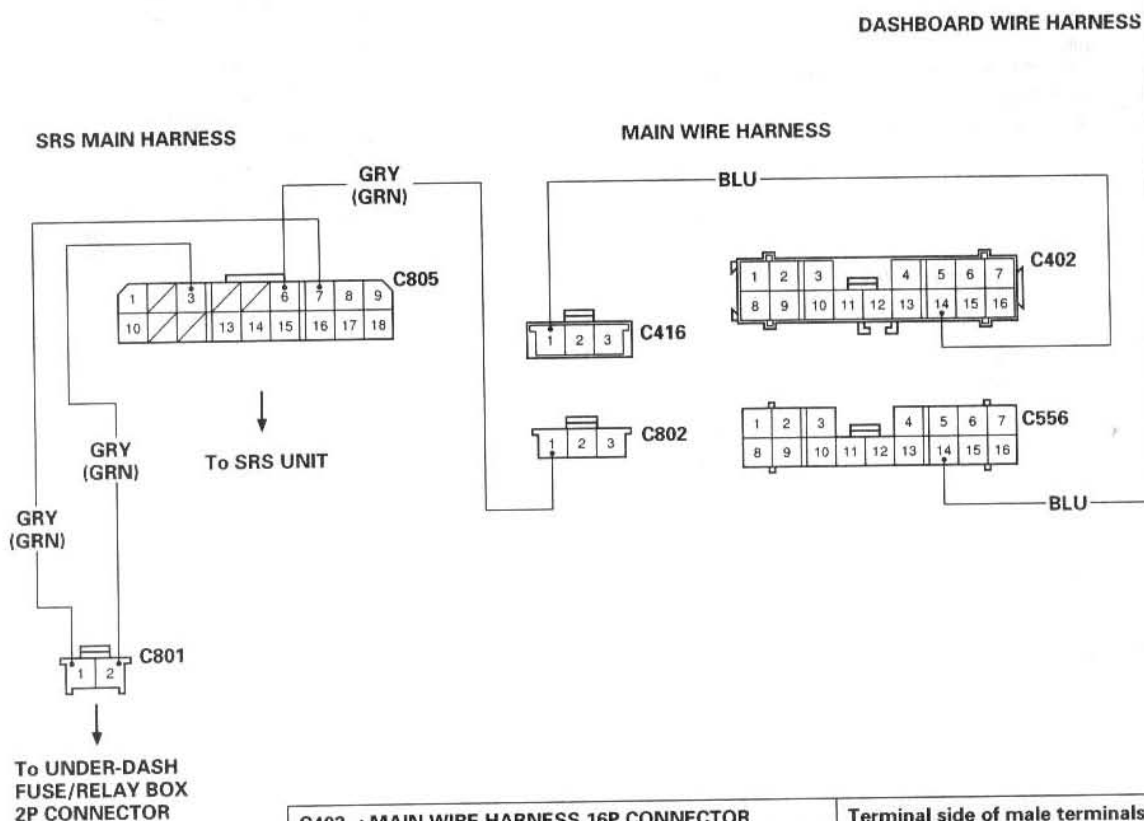 DASHBOARD WIRE HARNESS
SRS MAIN HARNESS
MAIN WIRE HARNESS
GRY
(GRN)
BLU
C805
1 3 6 7 8 9
10 13 14 15 16 17 18
C402
1 2 3 4 5 6 7
8 9 10 11 12 13 14 15 16
C416
1 2 3
C802
1 2 3
C556
1 2 3 4 5 6 7
8 9 10 11 12 13 14 15 16
BLU
To SRS UNIT
GRY
(GRN)
GRY
(GRN)
C801
1 2
To UNDER-DASH
FUSE/RELAY BOX
2P CONNECTOR
MAIN WIRE HARNESS 16P CONNECTOR
Terminal side of male terminals